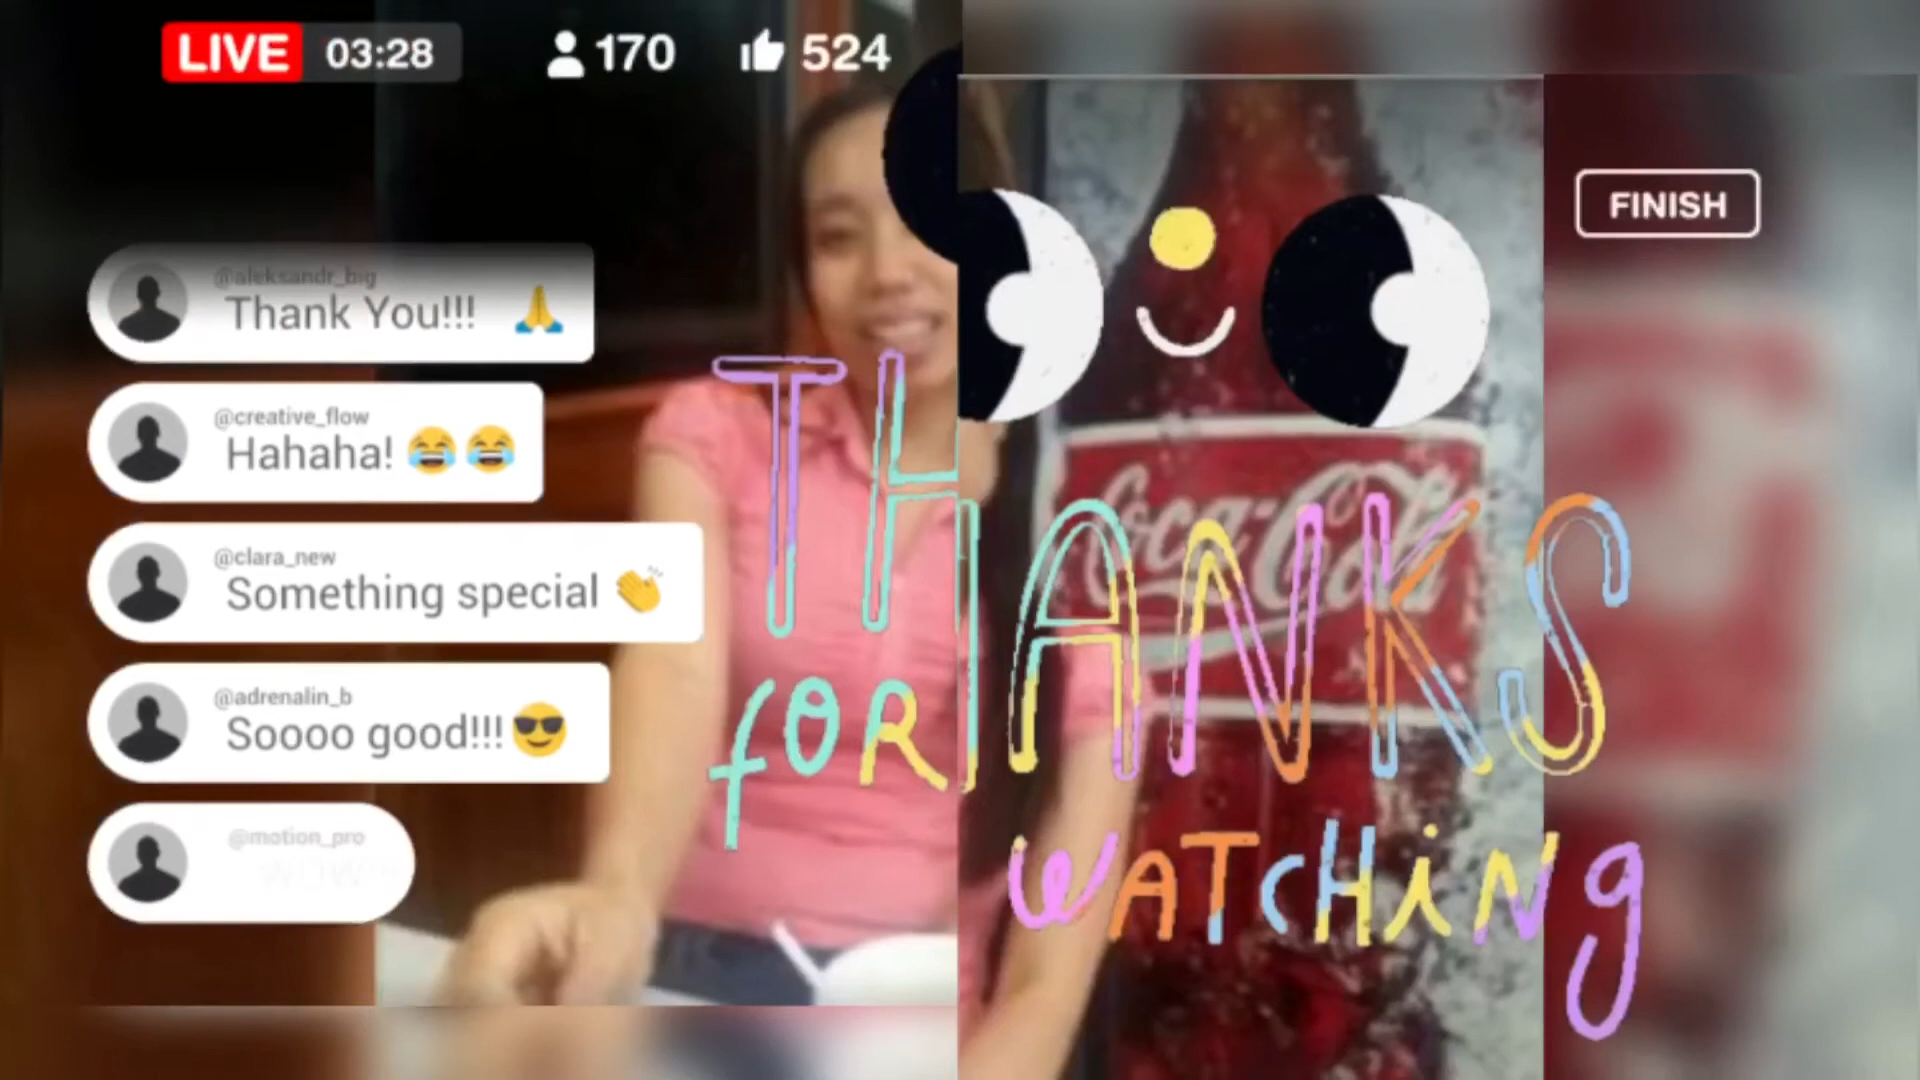 LIVE 03:28 170 524
FINISH
@aleksandr_big
Thank You!!! 🙏
@creative_flow
Hahaha! 😂😂
@clara_new
Something special 👏
@adrenalin_b
Soooo good!!! 😎
@motion_pro
WOW
Coca-Cola
THANKS
foR
WATCHiNg